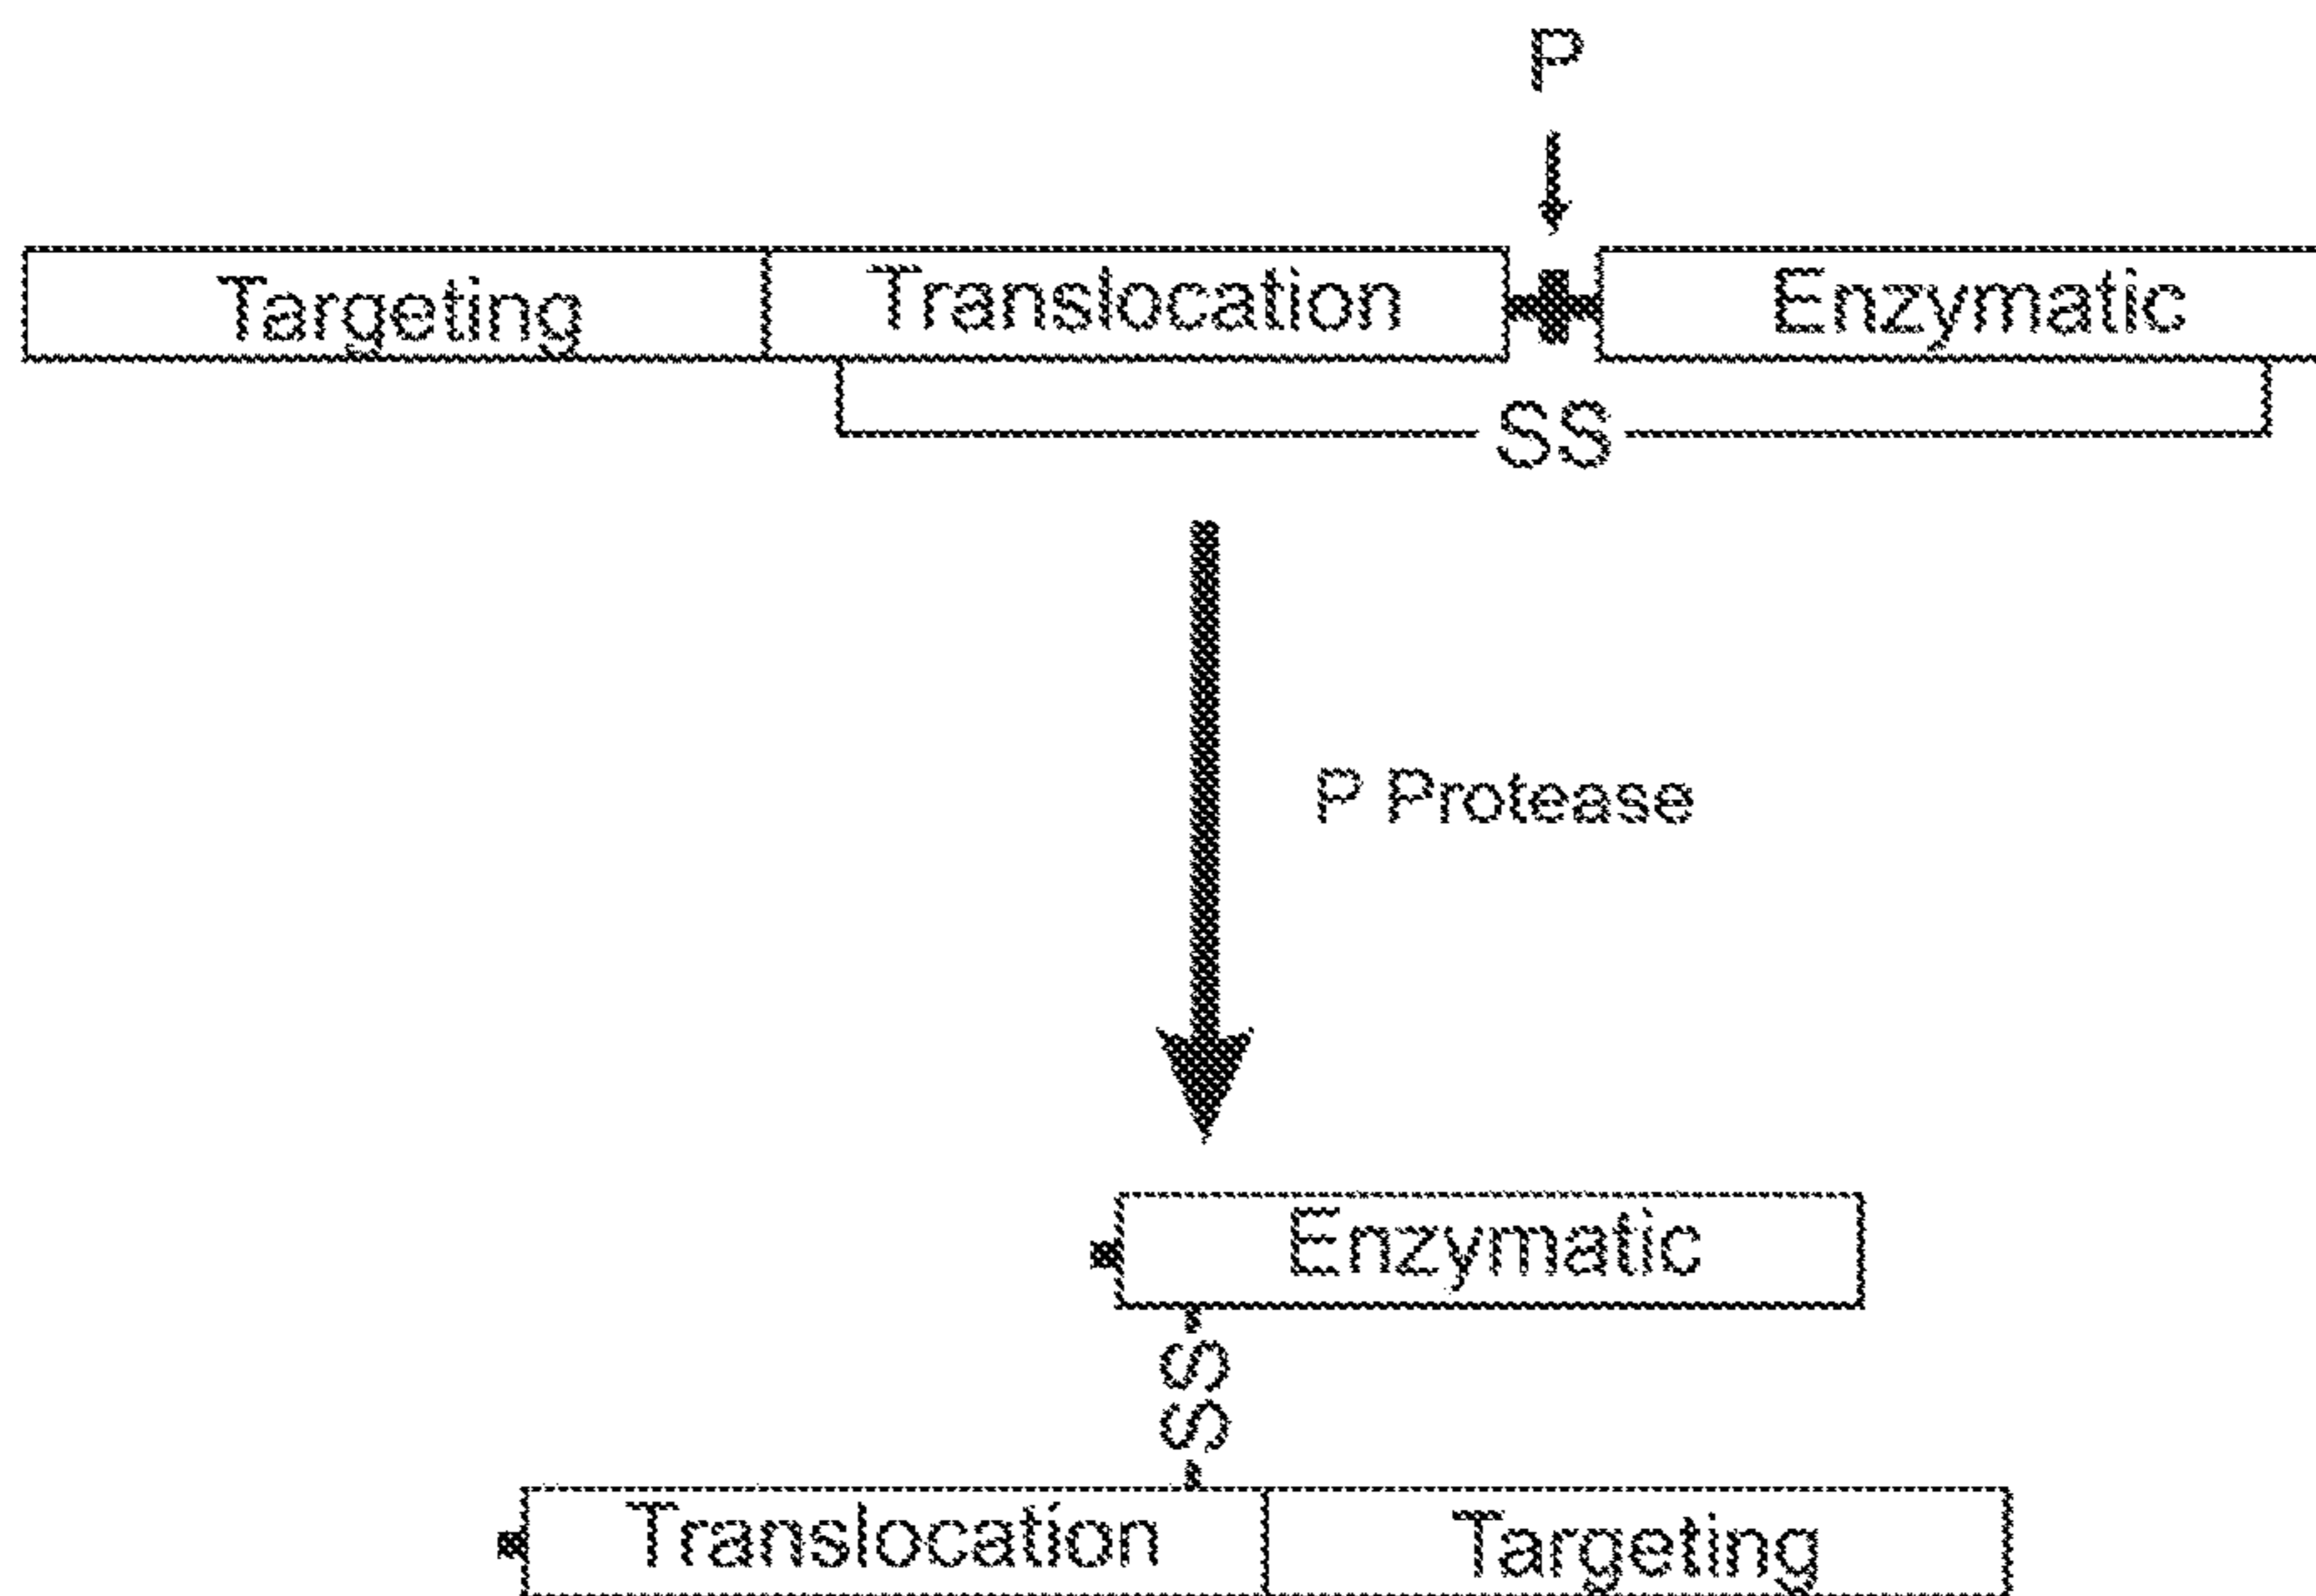 P
Targeting Translocation Enzymatic
SS
P Protease
Enzymatic
SS
Translocation Targeting